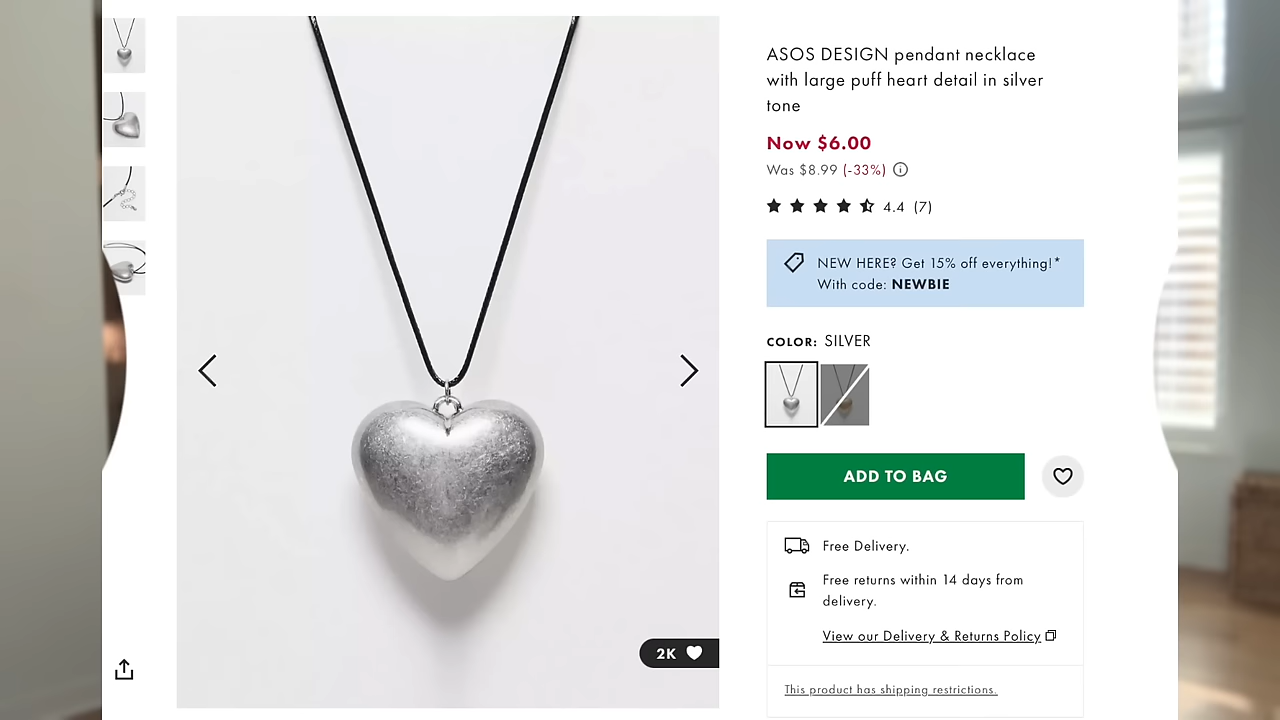 ASOS DESIGN pendant necklace
with large puff heart detail in silver
tone
Now $6.00
Was $8.99 (-33%)
4.4 (7)
NEW HERE? Get 15% off everything!*
With code: NEWBIE
COLOR: SILVER
ADD TO BAG
Free Delivery.
Free returns within 14 days from
delivery.
View our Delivery & Returns Policy
This product has shipping restrictions.
2K